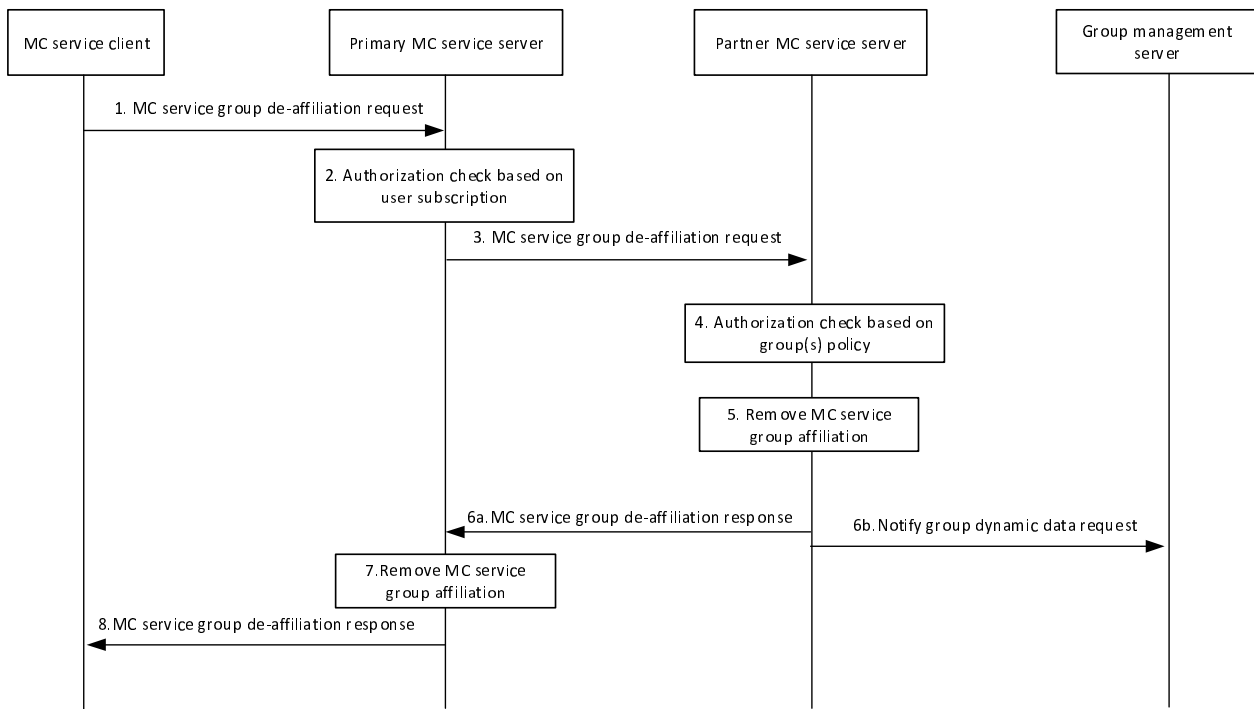 MC service client
Primary MC service server
Partner MC service server
Group management
server
1. MC service group de-affiliation request
2. Authorization check based on
user subscription
3. MC service group de-affiliation request
4. Authorization check based on
group(s) policy
5. Remove MC service
group affiliation
6a.MC service group de-affiliation response
6b.Notify group dynamic data request
7.Remove MC service
group affiliation
8.MC service group de-affiliation response